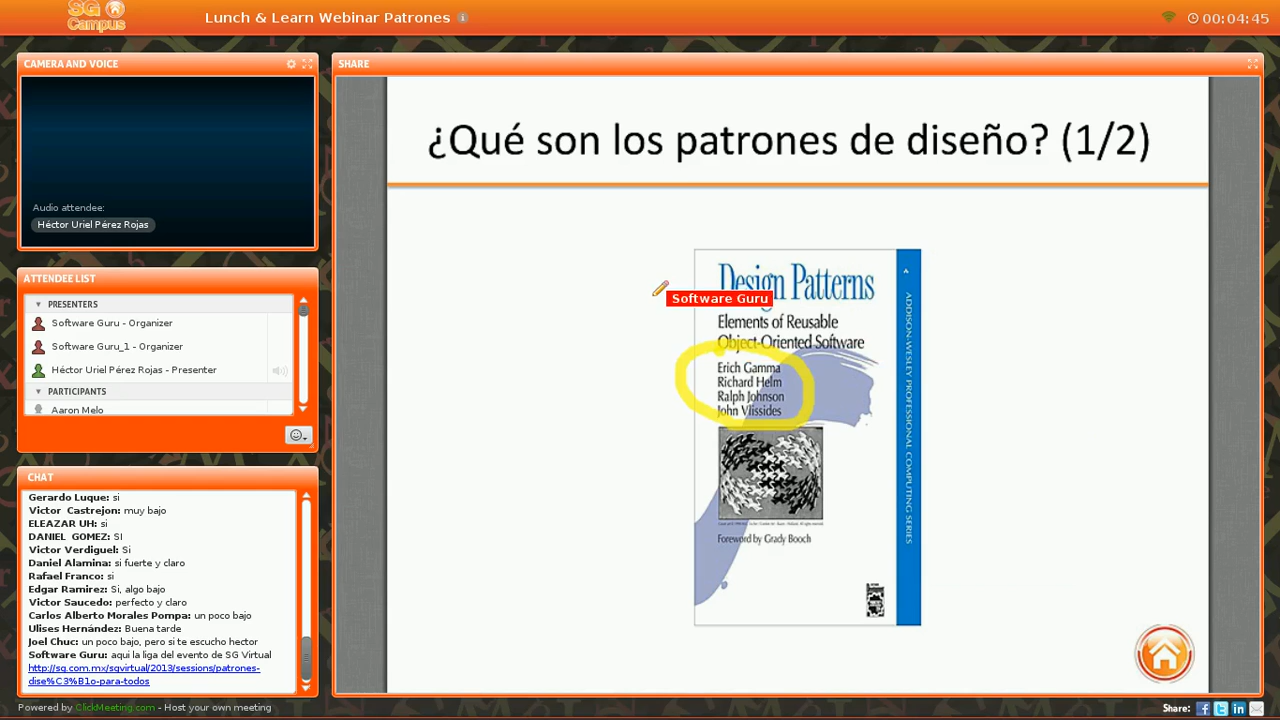 SG
Campus
Lunch & Learn Webinar Patrones
00:04:45
CAMERA AND VOICE
Audio attendee:
Héctor Uriel Pérez Rojas
ATTENDEE LIST
PRESENTERS
Software Guru - Organizer
Software Guru_1 - Organizer
Héctor Uriel Pérez Rojas - Presenter
PARTICIPANTS
Aaron Melo
CHAT
Gerardo Luque: si
Victor Castrejon: muy bajo
ELEAZAR UH: si
DANIEL GOMEZ: SI
Victor Verdiguel: Si
Daniel Alamina: si fuerte y claro
Rafael Franco: si
Edgar Ramirez: Si, algo bajo
Victor Saucedo: perfecto y claro
Carlos Alberto Morales Pompa: un poco bajo
Ulises Hernández: Buena tarde
Joel Chuc: un poco bajo, pero si te escucho hector
Software Guru: aqui la liga del evento de SG Virtual
http://sg.com.mx/sgvirtual/2013/sessions/patrones-
dise%C3%B1o-para-todos
SHARE
¿Qué son los patrones de diseño? (1/2)
Design Patterns
Software Guru
Elements of Reusable
Object-Oriented Software
Erich Gamma
Richard Helm
Ralph Johnson
John Vlissides
Foreword by Grady Booch
ADDISON-WESLEY PROFESSIONAL COMPUTING SERIES
Powered by ClickMeeting.com - Host your own meeting
Share: